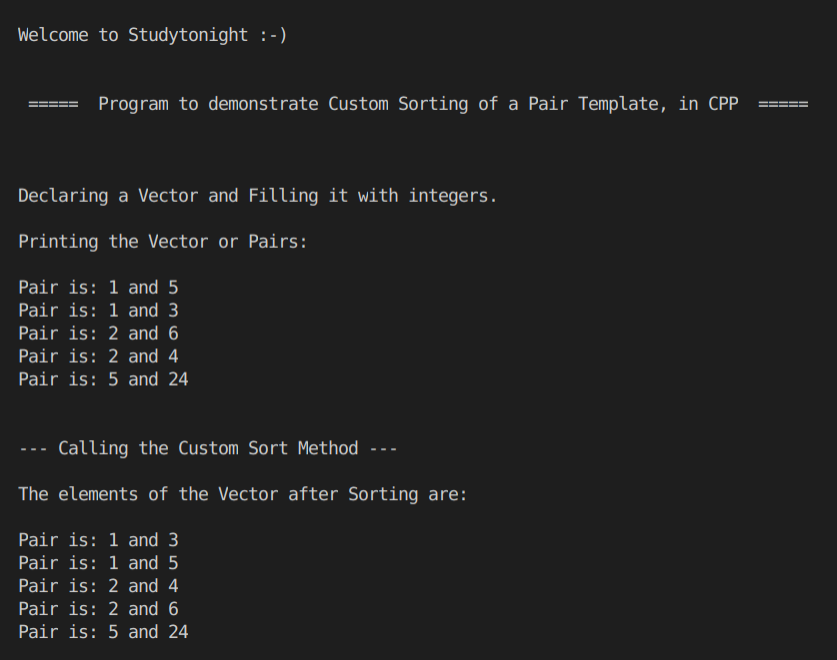 Welcome to Studytonight :-)
===== Program to demonstrate Custom Sorting of a Pair Template, in CPP =====
Declaring a Vector and Filling it with integers.
Printing the Vector or Pairs:
Pair is: 1 and 5
Pair is: 1 and 3
Pair is: 2 and 6
Pair is: 2 and 4
Pair is: 5 and 24
--- Calling the Custom Sort Method ---
The elements of the Vector after Sorting are:
Pair is: 1 and 3
Pair is: 1 and 5
Pair is: 2 and 4
Pair is: 2 and 6
Pair is: 5 and 24